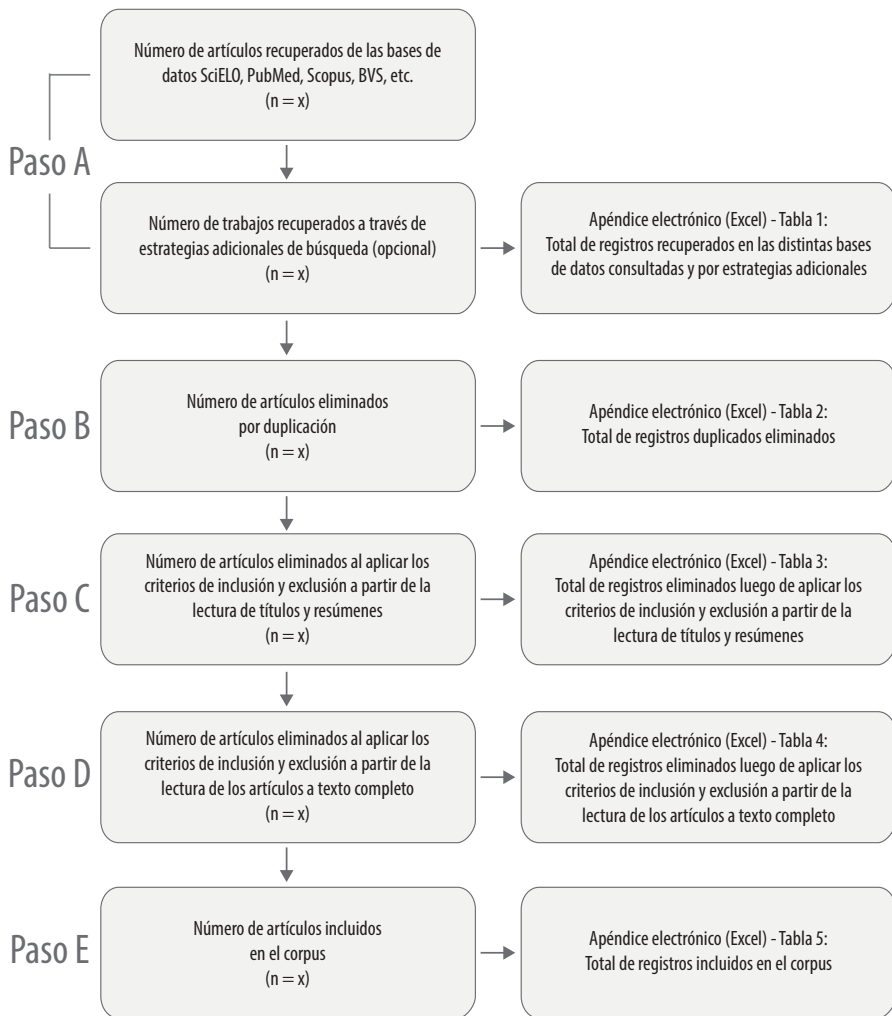 Número de artículos recuperados de las bases de
datos SciELO, PubMed, Scopus, BVS, etc.
(n = x)
Paso A
Número de trabajos recuperados a través de
estrategias adicionales de búsqueda (opcional)
(n = x)
Apéndice electrónico (Excel) - Tabla 1:
Total de registros recuperados en las distintas bases
de datos consultadas y por estrategias adicionales
Paso B
Número de artículos eliminados
por duplicación
(n = x)
Apéndice electrónico (Excel) - Tabla 2:
Total de registros duplicados eliminados
Paso C
Número de artículos eliminados al aplicar los
criterios de inclusión y exclusión a partir de la
lectura de títulos y resúmenes
(n = x)
Apéndice electrónico (Excel) - Tabla 3:
Total de registros eliminados luego de aplicar los
criterios de inclusión y exclusión a partir de la
lectura de títulos y resúmenes
Paso D
Número de artículos eliminados al aplicar los
criterios de inclusión y exclusión a partir de la
lectura de los artículos a texto completo
(n = x)
Apéndice electrónico (Excel) - Tabla 4:
Total de registros eliminados luego de aplicar los
criterios de inclusión y exclusión a partir de la
lectura de los artículos a texto completo
Paso E
Número de artículos incluidos
en el corpus
(n = x)
Apéndice electrónico (Excel) - Tabla 5:
Total de registros incluidos en el corpus